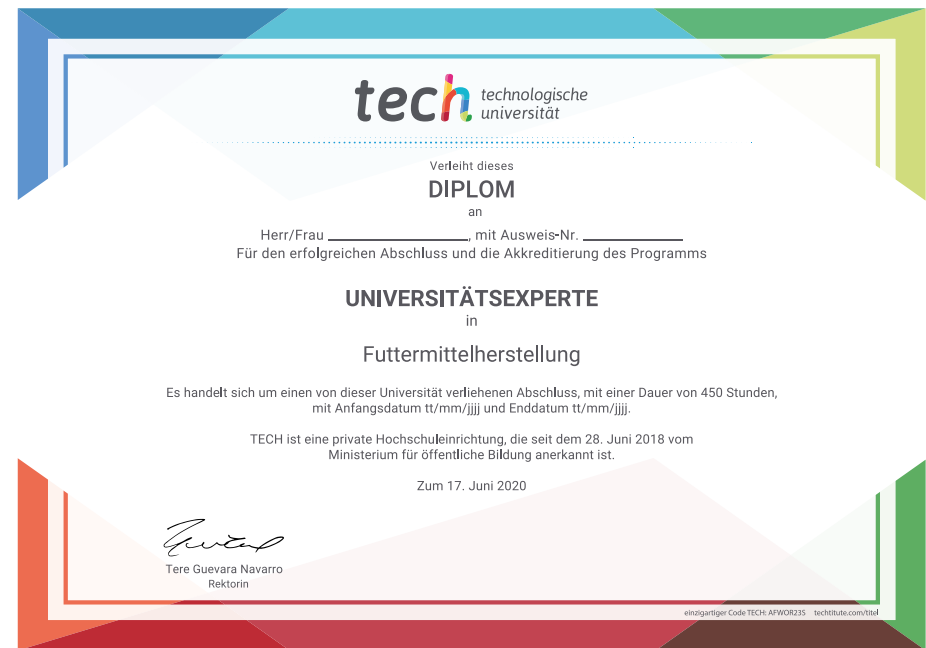 tech technologische
universität
Verleiht dieses
DIPLOM
an
Herr/Frau ____________________, mit Ausweis-Nr. ______________
Für den erfolgreichen Abschluss und die Akkreditierung des Programms
UNIVERSITÄTSEXPERTE
in
Futtermittelherstellung
Es handelt sich um einen von dieser Universität verliehenen Abschluss, mit einer Dauer von 450 Stunden,
mit Anfangsdatum tt/mm/jjjj und Enddatum tt/mm/jjjj.
TECH ist eine private Hochschuleinrichtung, die seit dem 28. Juni 2018 vom
Ministerium für öffentliche Bildung anerkannt ist.
Zum 17. Juni 2020
Tere Guevara Navarro
Rektorin
einzigartiger Code TECH: AFWOR23S techtitute.com/titel